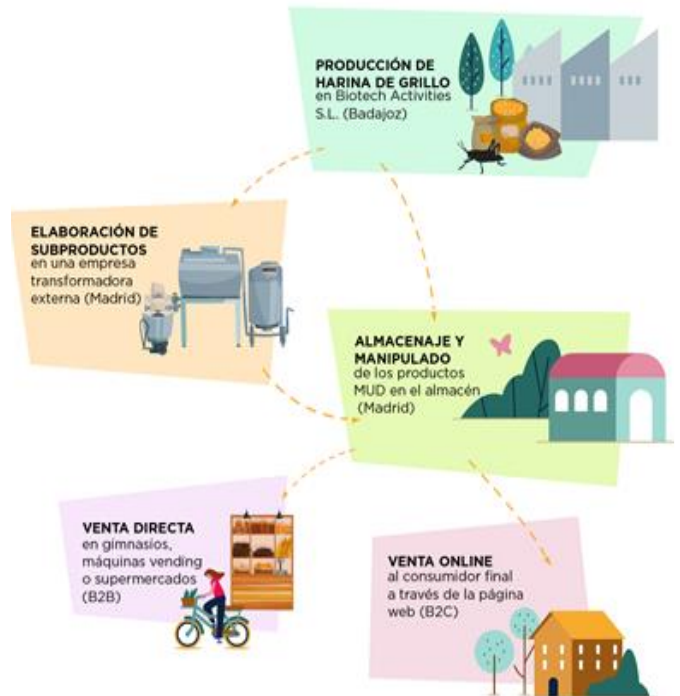 PRODUCCIÓN DE
HARINA DE GRILLO
en Biotech Activities
S.L. (Badajoz)
ELABORACIÓN DE
SUBPRODUCTOS
en una empresa
transformadora
externa (Madrid)
ALMACENAJE Y
MANIPULADO
de los productos
MUD en el almacén
(Madrid)
VENTA DIRECTA
en gimnasios,
máquinas vending
o supermercados
(B2B)
VENTA ONLINE
al consumidor final
a través de la página
web (B2C)